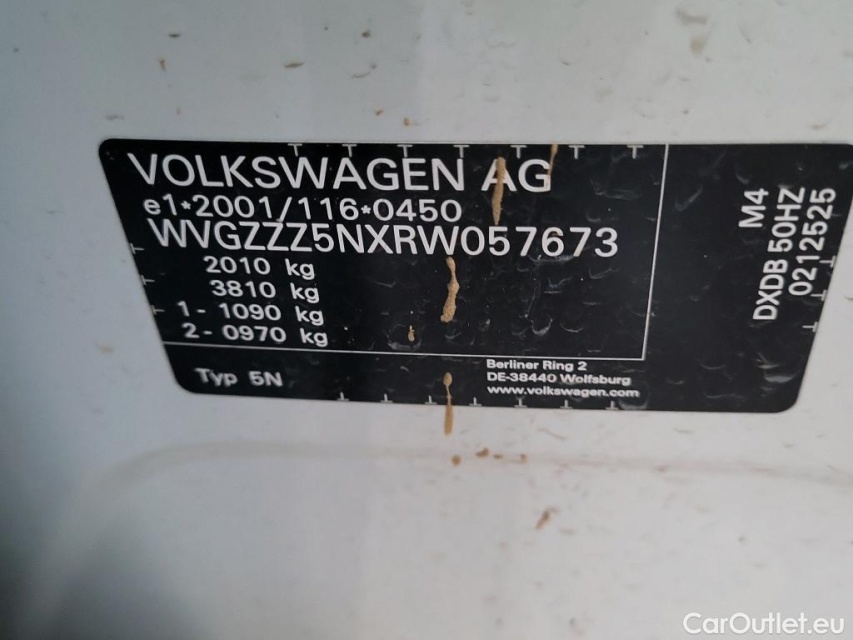 VOLKSWAGEN AG
e1*2001/116*0450
WVGZZZ5NXRW057673
2010 kg
3810 kg
1- 1090 kg
2- 0970 kg
Typ 5N
Berliner Ring 2
DE-38440 Wolfsburg
www.volkswagen.com
M4
DXDB 50HZ
0212525
CarOutlet.eu